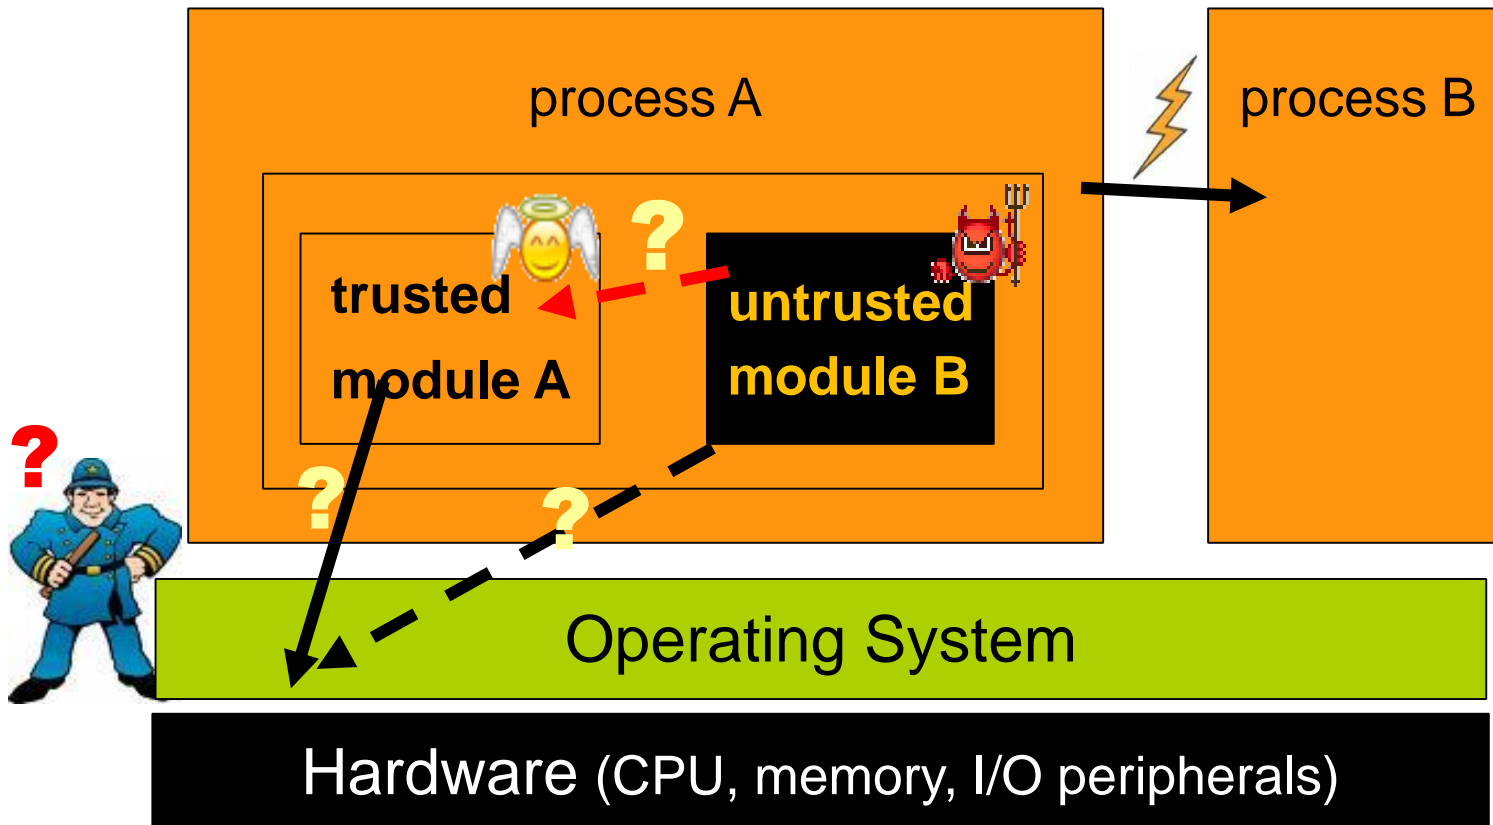 process A
process B
?
trusted
module A
untrusted
module B
?
?
?
Operating System
Hardware (CPU, memory, I/O peripherals)